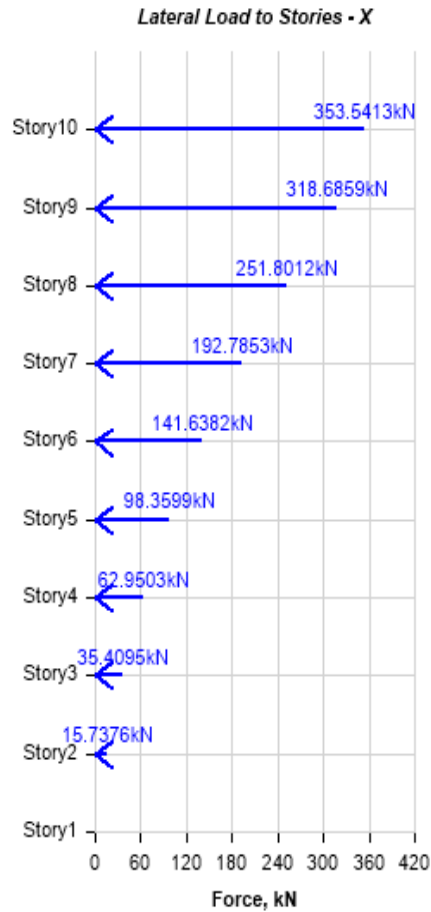 Lateral Load to Stories - X
353.5413kN
Story10
318.6859kN
Story9
251.8012kN
Story8
192.7853kN
Story7
141.6382kN
Story6
98.3599kN
Story5
62.9503kN
Story4
35.4095kN
Story3
15.7376kN
Story2
Story1
0 60 120 180 240 300 360 420
Force, kN